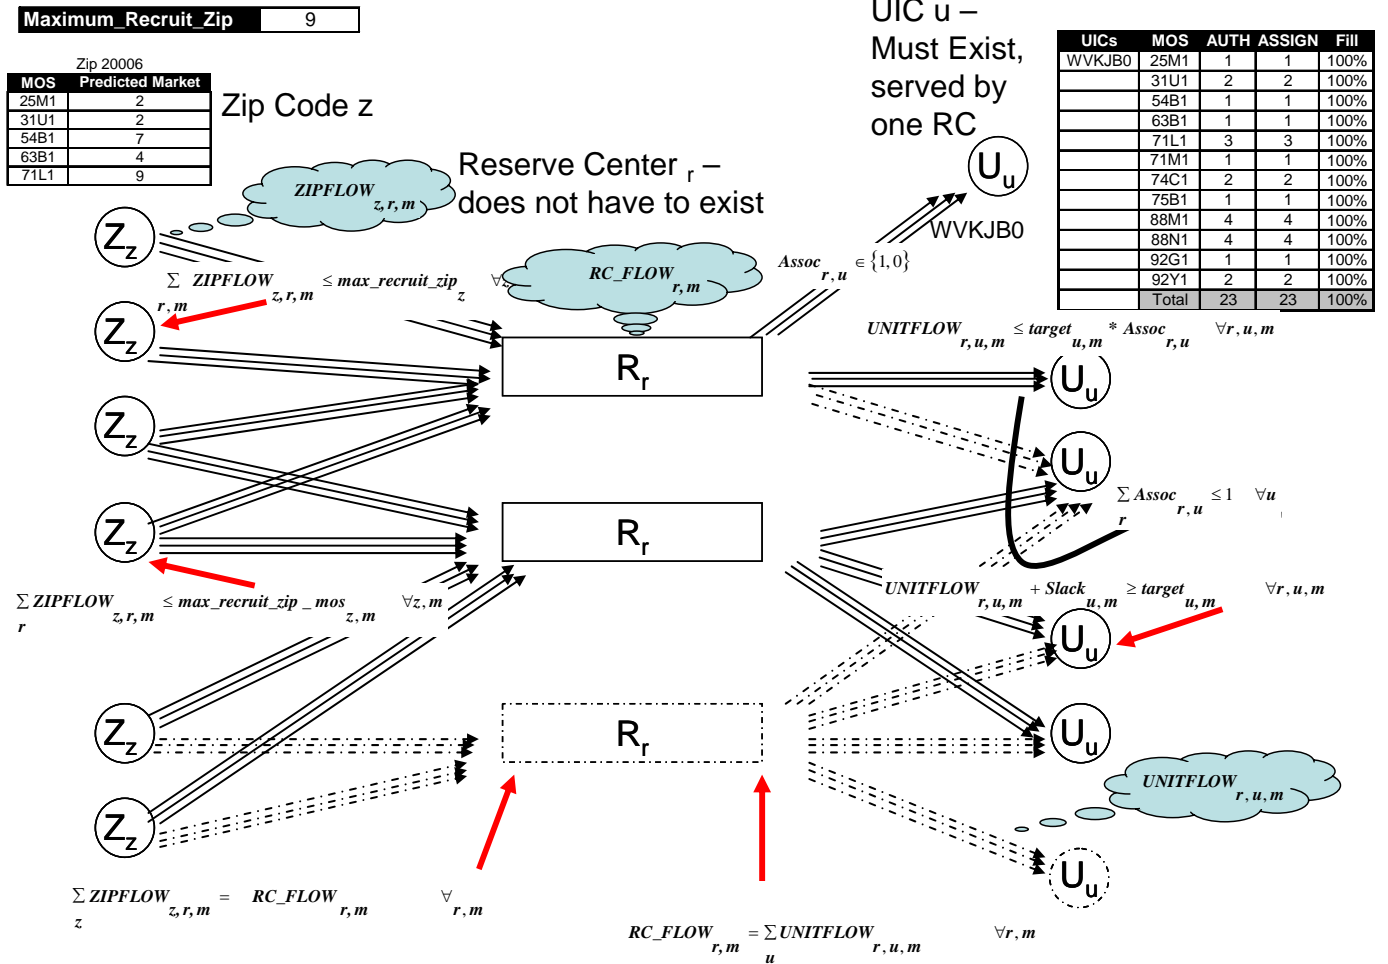 Maximum_Recruit_Zip 9
Zip 20006
MOS Predicted Market
25M1 2
31U1 2
54B1 7
63B1 4
71L1 9
Zip Code z
UIC u –
Must Exist,
served by
one RC
UICs MOS AUTH ASSIGN Fill
WVKJB0 25M1 1 1 100%
31U1 2 2 100%
54B1 1 1 100%
63B1 1 1 100%
71L1 3 3 100%
71M1 1 1 100%
74C1 2 2 100%
75B1 1 1 100%
88M1 4 4 100%
88N1 4 4 100%
92G1 1 1 100%
92Y1 2 2 100%
Total 23 23 100%
Reserve Center r –
does not have to exist
ZIPFLOW z,r,m
U u
WVKJB0
Z z
∑ r,m ZIPFLOW z,r,m ≤ max_recruit_zip z ∀z
RC_FLOW r,m
Assoc r,u ∈ {1,0}
UNITFLOW r,u,m ≤ target u,m * Assoc r,u ∀r,u,m
Z z
R r
U u
Z z
U u
∑ r Assoc r,u ≤ 1 ∀u
Z z
R r
∑ r ZIPFLOW z,r,m ≤ max_recruit_zip_mos z,m ∀z,m
UNITFLOW r,u,m + Slack u,m ≥ target u,m ∀r,u,m
U u
Z z
R r
U u
UNITFLOW r,u,m
Z z
U u
∑ z ZIPFLOW z,r,m = RC_FLOW r,m ∀ r,m
RC_FLOW r,m = ∑ u UNITFLOW r,u,m ∀r,m